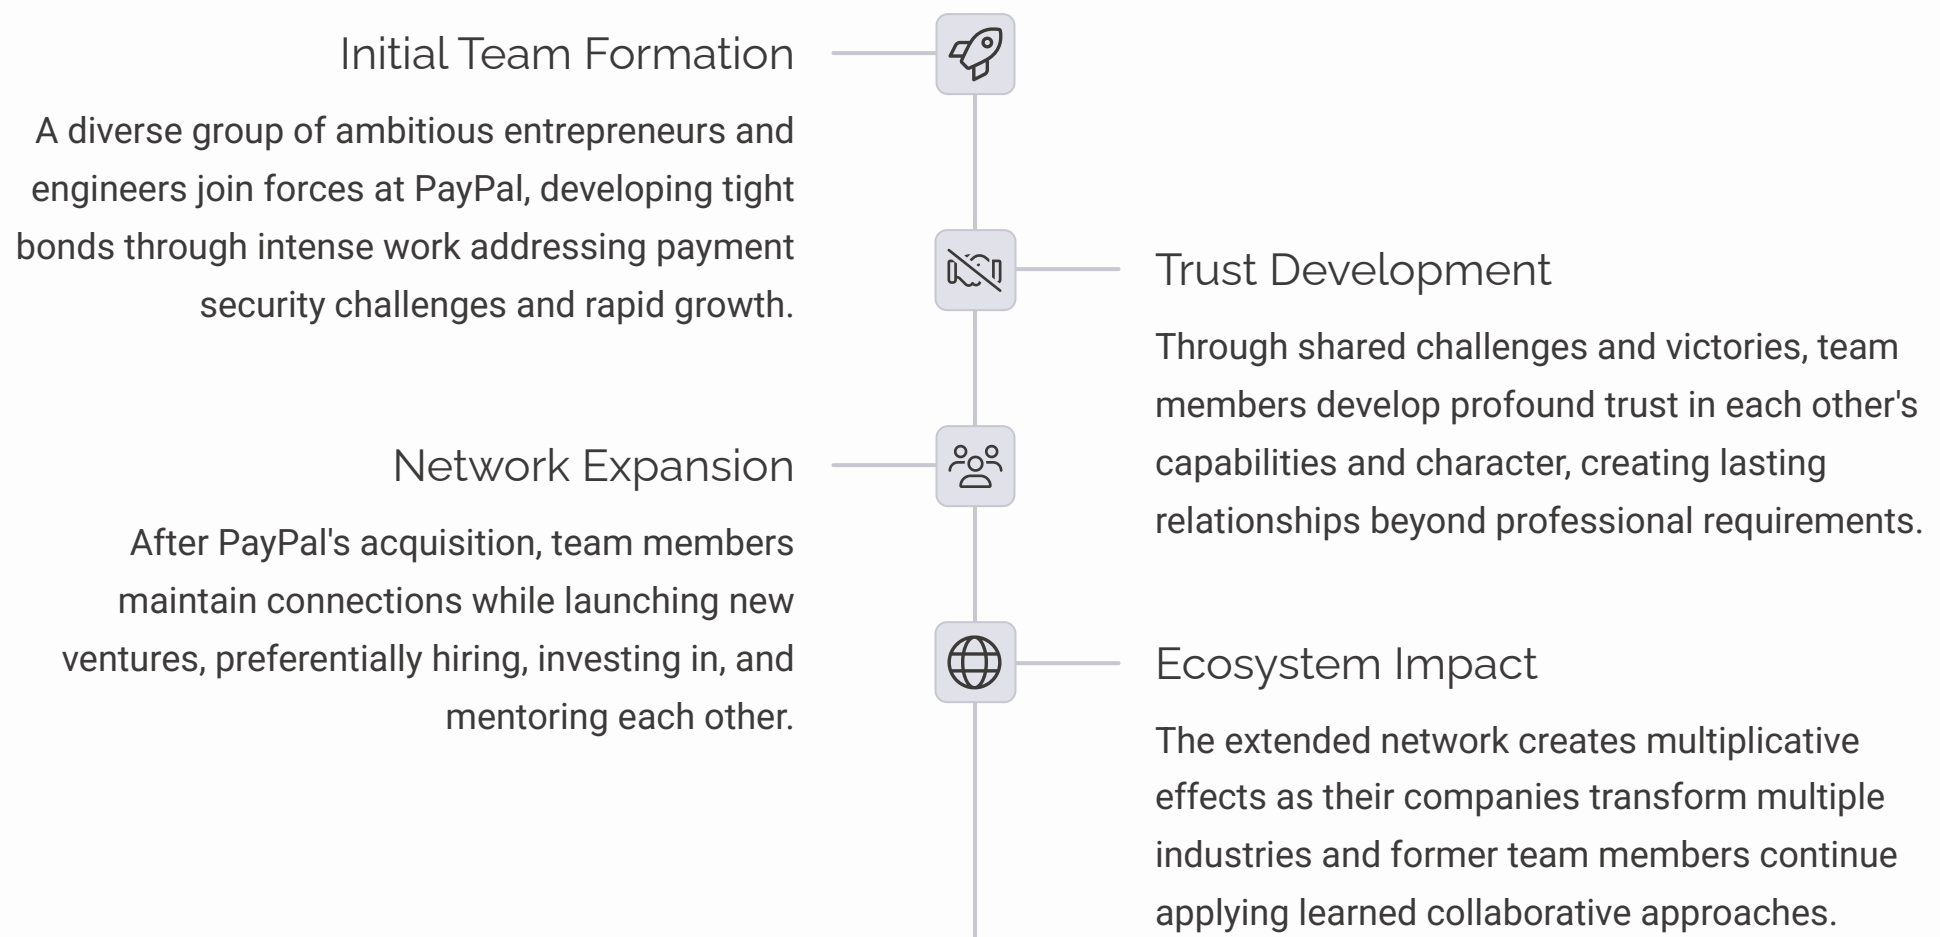 Initial Team Formation
A diverse group of ambitious entrepreneurs and
engineers join forces at PayPal, developing tight
bonds through intense work addressing payment
security challenges and rapid growth.
Trust Development
Through shared challenges and victories, team
members develop profound trust in each other's
capabilities and character, creating lasting
relationships beyond professional requirements.
Network Expansion
After PayPal's acquisition, team members
maintain connections while launching new
ventures, preferentially hiring, investing in, and
mentoring each other.
Ecosystem Impact
The extended network creates multiplicative
effects as their companies transform multiple
industries and former team members continue
applying learned collaborative approaches.